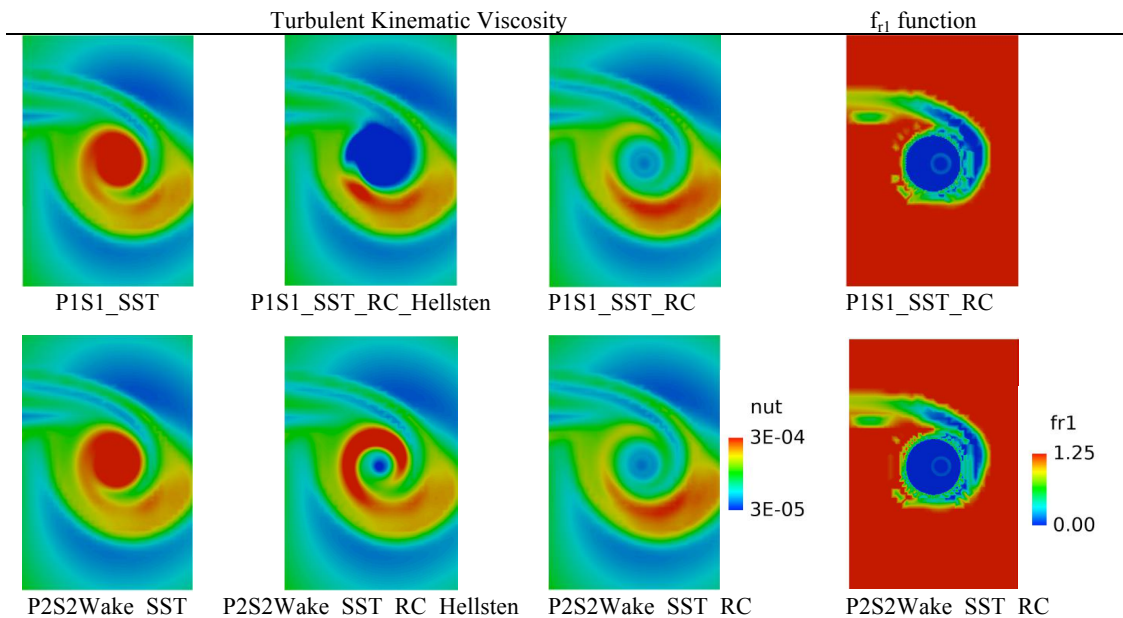 Turbulent Kinematic Viscosity f_r1 function
P1S1_SST P1S1_SST_RC_Hellsten P1S1_SST_RC P1S1_SST_RC
nut
3E-04
3E-05
fr1
1.25
0.00
P2S2Wake SST P2S2Wake SST RC Hellsten P2S2Wake SST RC P2S2Wake SST RC